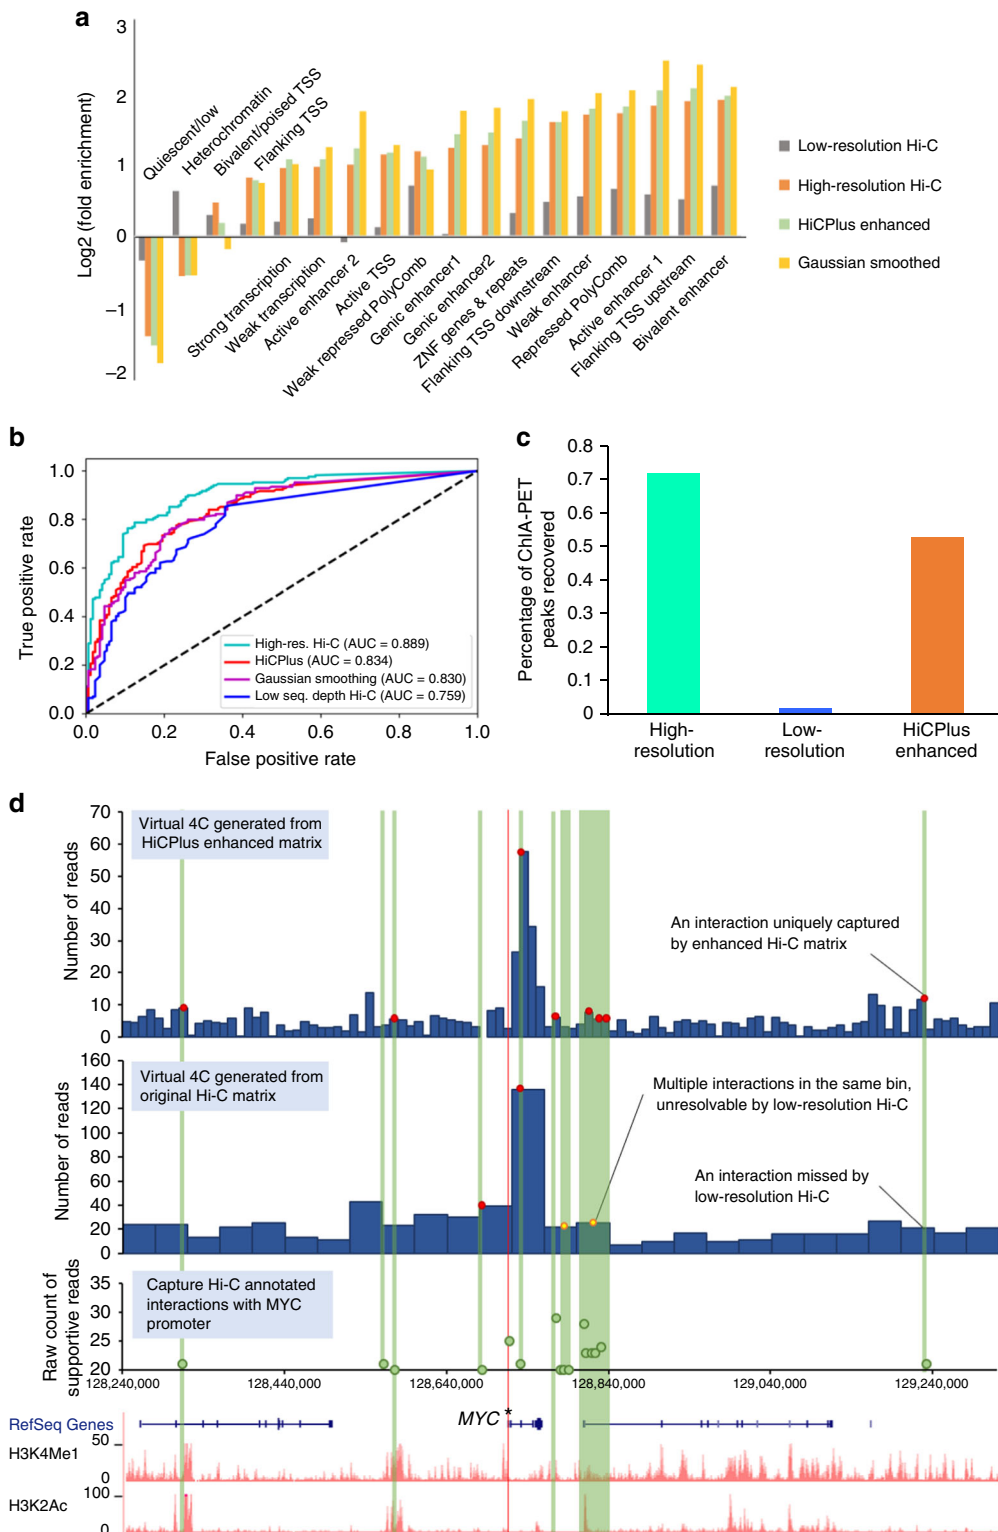 a
3
2
1
0
−1
−2
Log2 (fold enrichment)
Quiescent/low
Heterochromatin
Bivalent/poised TSS
Flanking TSS
Strong transcription
Weak transcription
Active enhancer 2
Active TSS
Weak repressed PolyComb
Genic enhancer1
Genic enhancer2
ZNF genes & repeats
Flanking TSS downstream
Weak enhancer
Repressed PolyComb
Active enhancer 1
Flanking TSS upstream
Bivalent enhancer
Low-resolution Hi-C
High-resolution Hi-C
HiCPlus enhanced
Gaussian smoothed
b
True positive rate
1.0
0.8
0.6
0.4
0.2
0.0
High-res. Hi-C (AUC = 0.889)
HiCPlus (AUC = 0.834)
Gaussian smoothing (AUC = 0.830)
Low seq. depth Hi-C (AUC = 0.759)
0.0 0.2 0.4 0.6 0.8 1.0
False positive rate
c
Percentage of ChIA-PET
peaks recovered
0.8
0.7
0.6
0.5
0.4
0.3
0.2
0.1
0
High-
resolution
Low-
resolution
HiCPlus
enhanced
d
Number of reads
70
60
50
40
30
20
10
0
Virtual 4C generated from
HiCPlus enhanced matrix
An interaction uniquely captured
by enhanced Hi-C matrix
Number of reads
160
140
120
100
80
60
40
20
0
Virtual 4C generated from
original Hi-C matrix
Multiple interactions in the same bin,
unresolvable by low-resolution Hi-C
An interaction missed by
low-resolution Hi-C
Raw count of
supportive reads
35
30
25
20
Capture Hi-C annotated
interactions with MYC
promoter
128,240,000 128,440,000 128,640,000 128,840,000 129,040,000 129,240,000
RefSeq Genes
MYC *
H3K4Me1
50
0
H3K2Ac
100
0